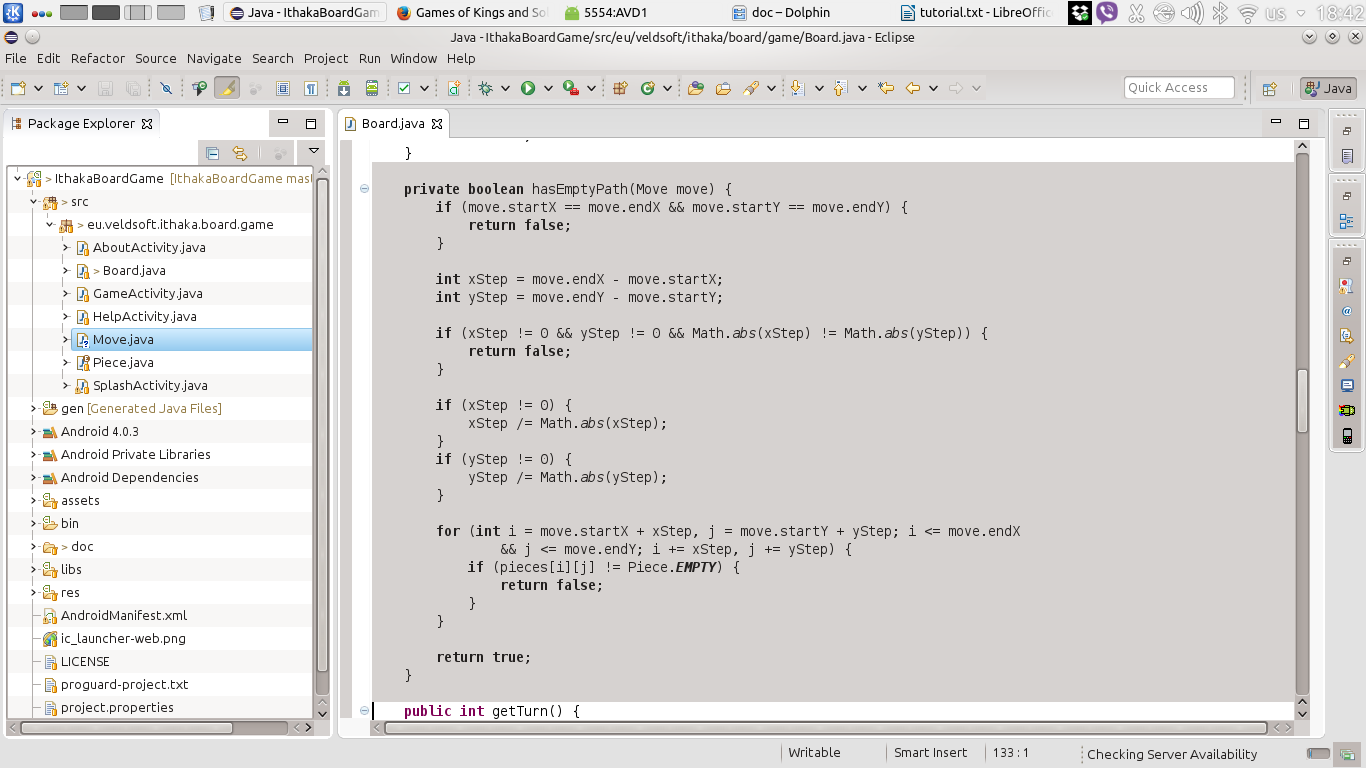 Java - IthakaBoardGam
Games of Kings and So
5554:AVD1
doc – Dolphin
tutorial.txt - LibreOffic
us
18:42
Java - IthakaBoardGame/src/eu/veldsoft/ithaka/board/game/Board.java - Eclipse
File Edit Refactor Source Navigate Search Project Run Window Help
Quick Access
Java
Package Explorer
Board.java
> IthakaBoardGame [IthakaBoardGame mast
> src
> eu.veldsoft.ithaka.board.game
AboutActivity.java
> Board.java
GameActivity.java
HelpActivity.java
Move.java
Piece.java
SplashActivity.java
gen [Generated Java Files]
Android 4.0.3
Android Private Libraries
Android Dependencies
assets
bin
> doc
libs
res
AndroidManifest.xml
ic_launcher-web.png
LICENSE
proguard-project.txt
project.properties
}
private boolean hasEmptyPath(Move move) {
if (move.startX == move.endX && move.startY == move.endY) {
return false;
}
int xStep = move.endX - move.startX;
int yStep = move.endY - move.startY;
if (xStep != 0 && yStep != 0 && Math.abs(xStep) != Math.abs(yStep)) {
return false;
}
if (xStep != 0) {
xStep /= Math.abs(xStep);
}
if (yStep != 0) {
yStep /= Math.abs(yStep);
}
for (int i = move.startX + xStep, j = move.startY + yStep; i <= move.endX
&& j <= move.endY; i += xStep, j += yStep) {
if (pieces[i][j] != Piece.EMPTY) {
return false;
}
}
return true;
}
public int getTurn() {
Writable
Smart Insert
133 : 1
Checking Server Availability